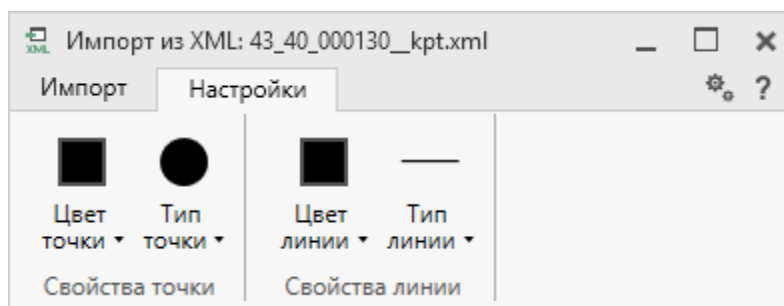 XML Импорт из XML: 43_40_000130__kpt.xml
Импорт Настройки ?
Цвет точки Тип точки Цвет линии Тип линии
Свойства точки Свойства линии